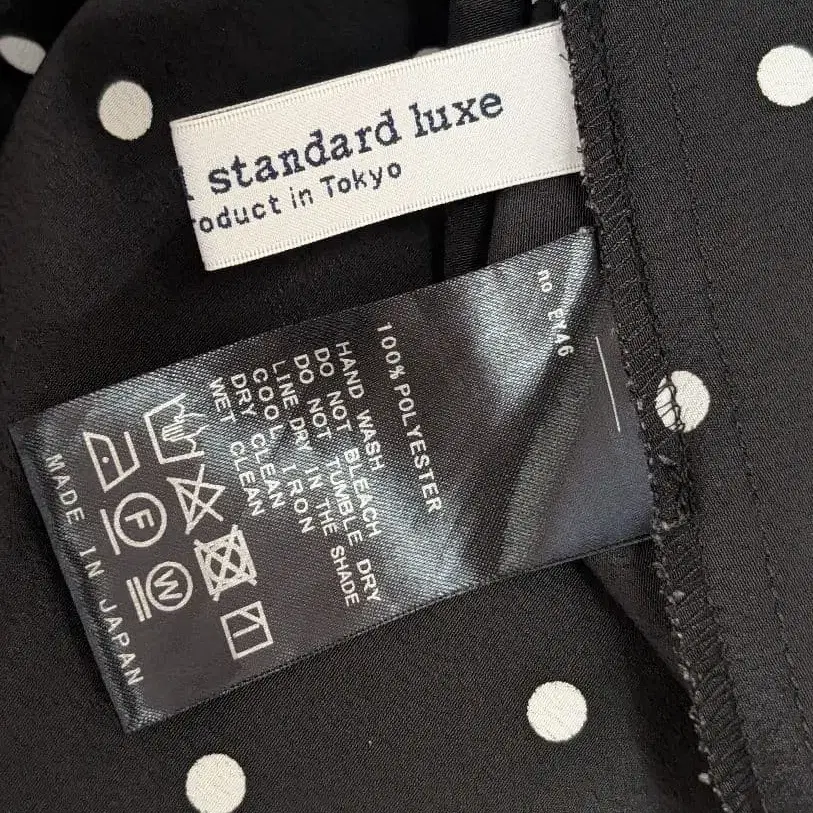 standard luxe
oduct in Tokyo
100% POLYESTER
HAND WASH
DO NOT BLEACH
DO NOT TUMBLE DRY
LINE DRY IN THE SHADE
COOL IRON
DRY CLEAN
WET CLEAN
F
W
MADE IN JAPAN